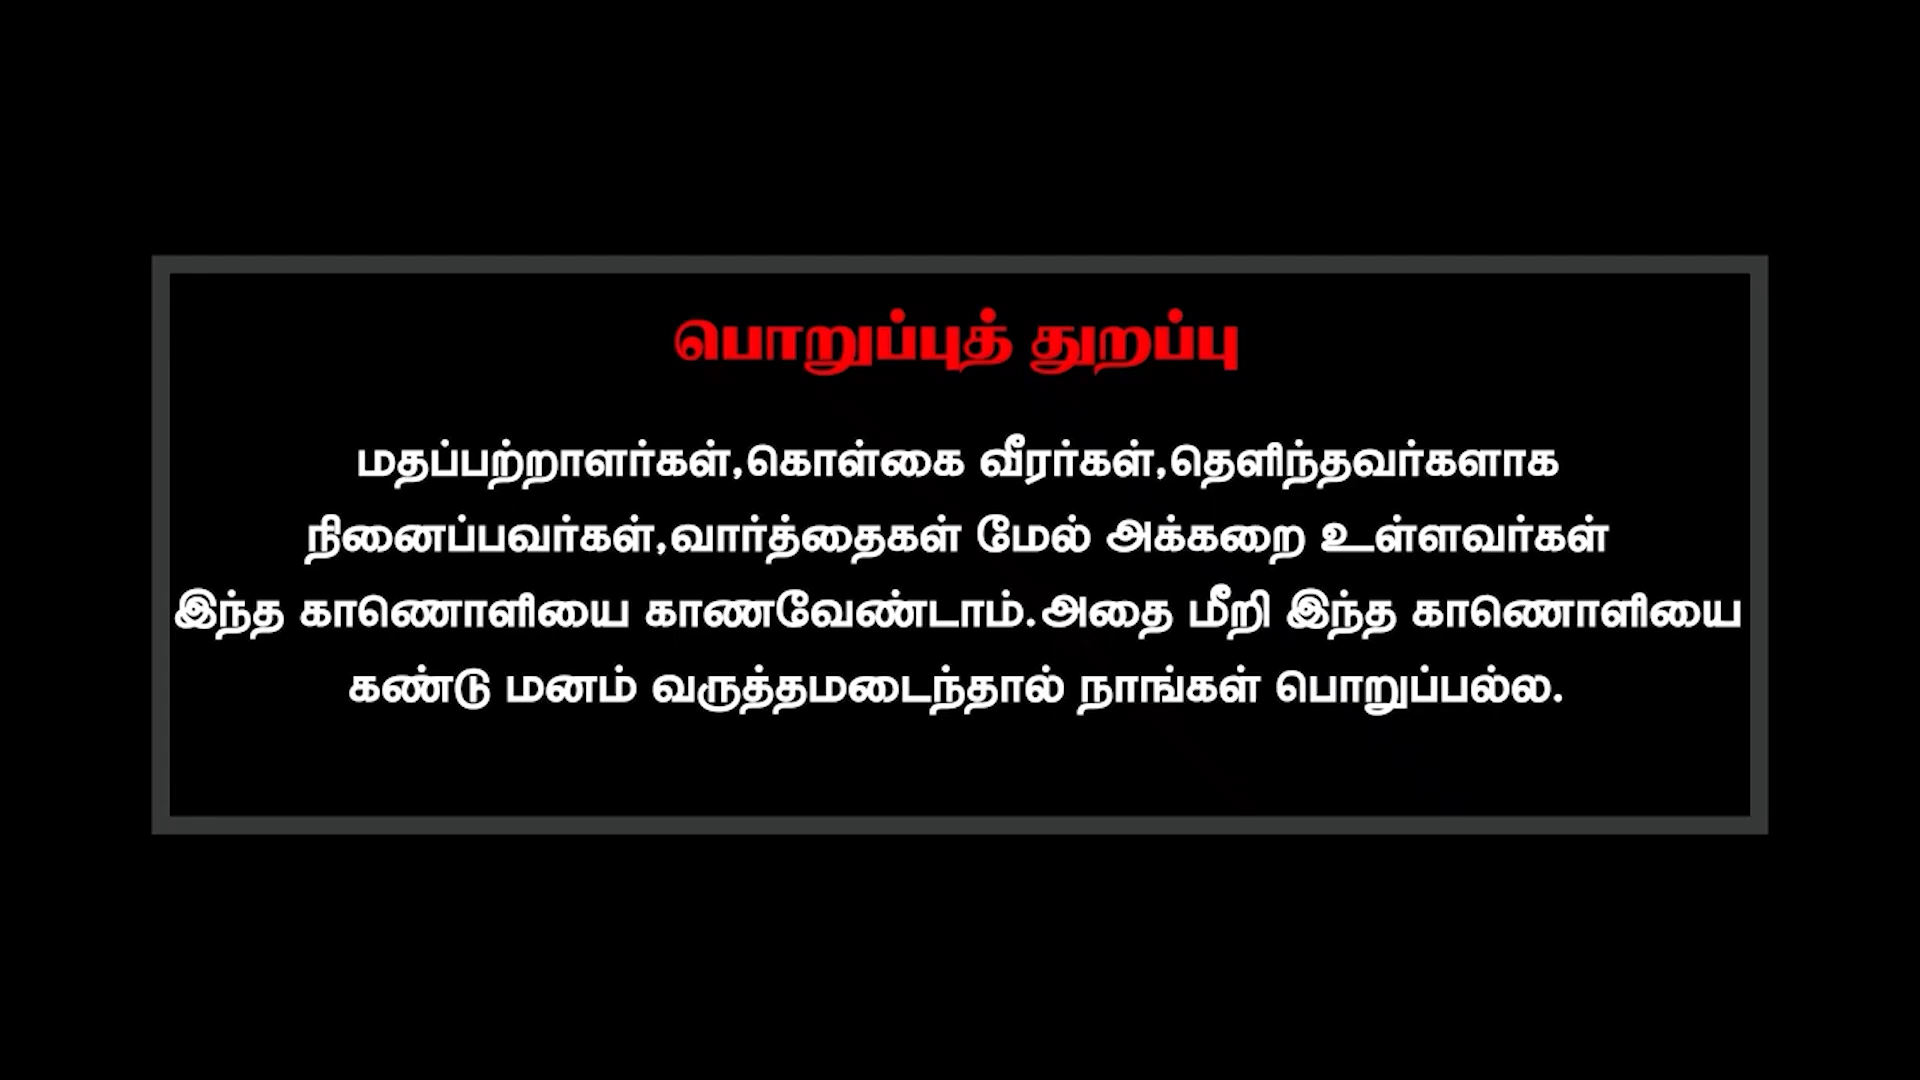 பொறுப்புத் துறப்பு
மதப்பற்றாளர்கள்,கொள்கை வீரர்கள்,தெளிந்தவர்களாக
நினைப்பவர்கள்,வார்த்தைகள் மேல் அக்கறை உள்ளவர்கள்
இந்த காணொளியை காணவேண்டாம்.அதை மீறி இந்த காணொளியை
கண்டு மனம் வருத்தமடைந்தால் நாங்கள் பொறுப்பல்ல.